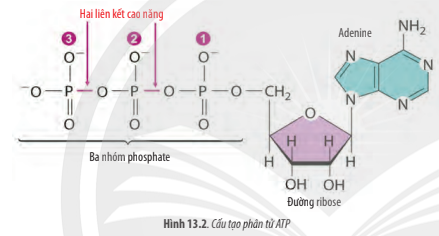 Hai liên kết cao năng
3 2 1
Adenine
NH₂
O⁻ O⁻ O⁻
N N
⁻O P O P O P O CH₂
N N
O O O
O
Ba nhóm phosphate
H H H H
OH OH
Đường ribose
Hình 13.2. Cấu tạo phân tử ATP